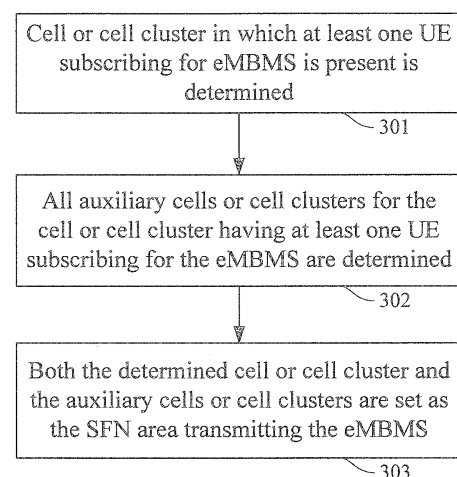 Cell or cell cluster in which at least one UE
subscribing for eMBMS is present is
determined
301
All auxiliary cells or cell clusters for the
cell or cell cluster having at least one UE
subscribing for the eMBMS are determined
302
Both the determined cell or cell cluster and
the auxiliary cells or cell clusters are set as
the SFN area transmitting the eMBMS
303